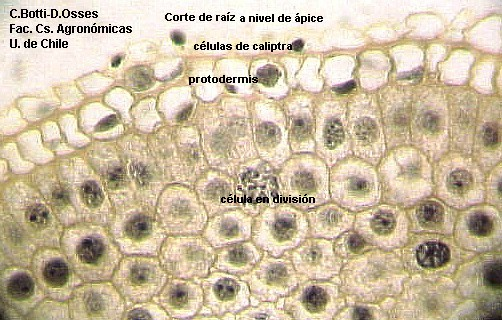 C.Botti-D.Osses
Fac. Cs. Agronómicas
U. de Chile
Corte de raíz a nivel de ápice
células de caliptra
protodermis
célula en división